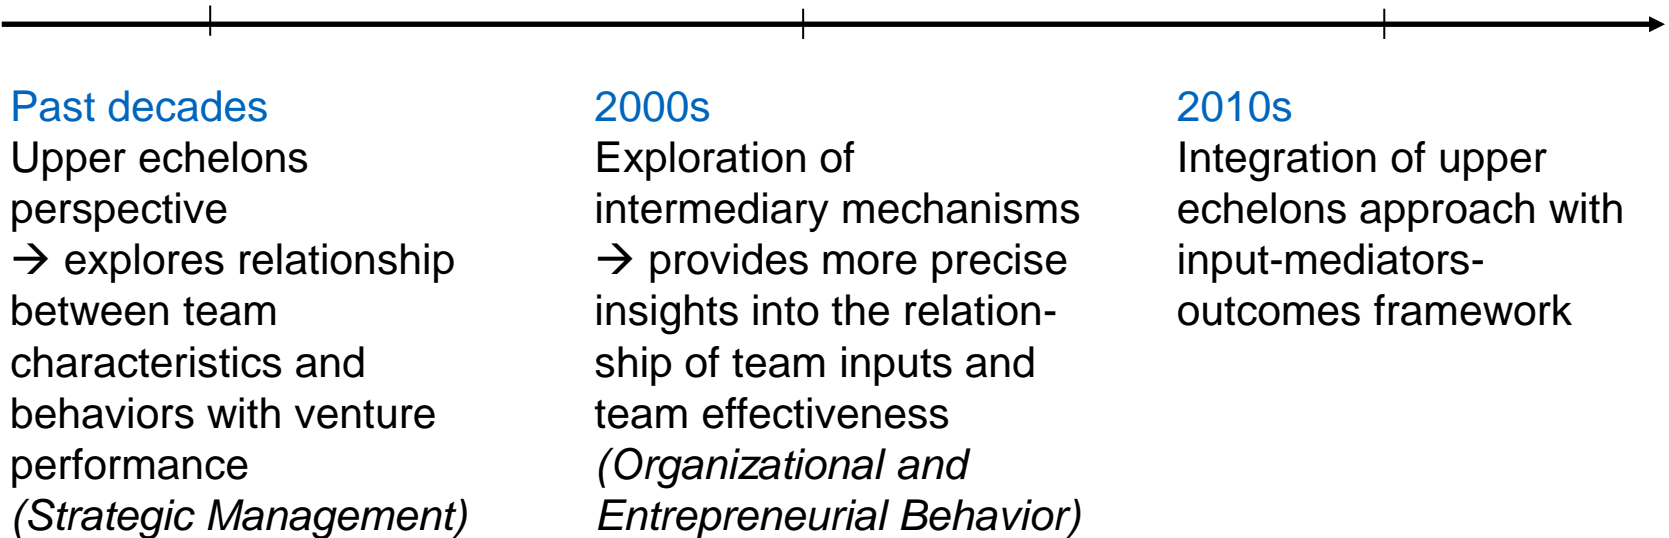 Past decades
Upper echelons
perspective
→ explores relationship
between team
characteristics and
behaviors with venture
performance
(Strategic Management)
2000s
Exploration of
intermediary mechanisms
→ provides more precise
insights into the relation-
ship of team inputs and
team effectiveness
(Organizational and
Entrepreneurial Behavior)
2010s
Integration of upper
echelons approach with
input-mediators-
outcomes framework